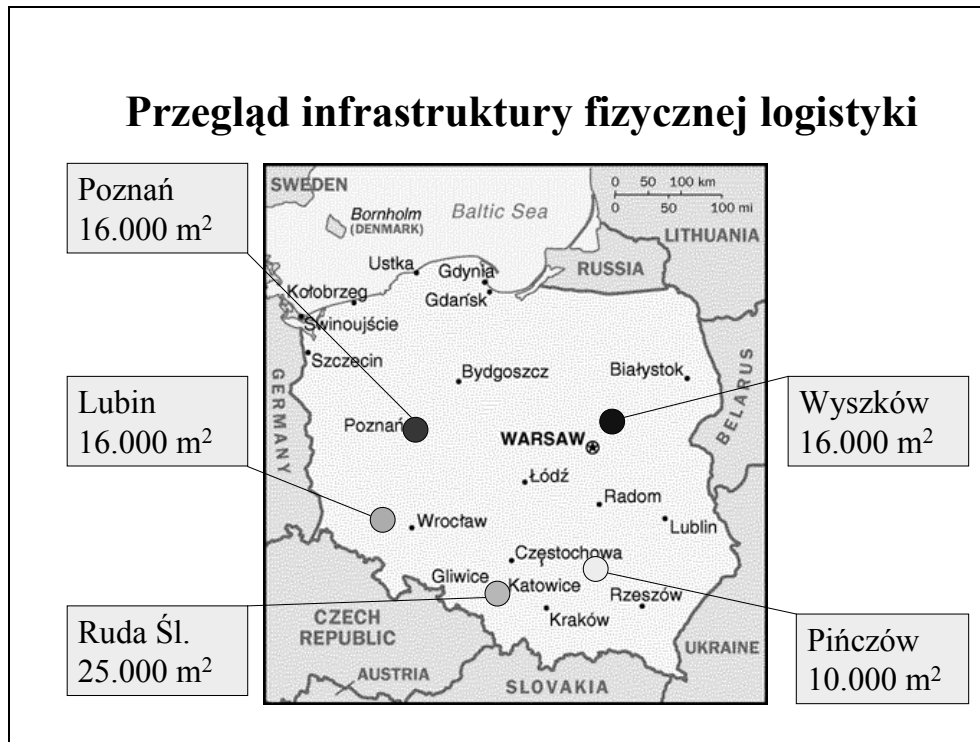 Przegląd infrastruktury fizycznej logistyki
Poznań
16.000 m²
Lubin
16.000 m²
Ruda Śl.
25.000 m²
SWEDEN
Bornholm
(DENMARK)
Baltic Sea
0 50 100 km
0 50 100 mi
LITHUANIA
RUSSIA
Ustka
Gdynia
Gdańsk
Kołobrzeg
Świnoujście
Szczecin
Bydgoszcz
Białystok
GERMANY
BELARUS
Poznań
WARSAW
Łódź
Radom
Lublin
Wrocław
Częstochowa
Gliwice
Katowice
Kraków
Rzeszów
CZECH
REPUBLIC
UKRAINE
AUSTRIA
SLOVAKIA
Wyszków
16.000 m²
Pińczów
10.000 m²